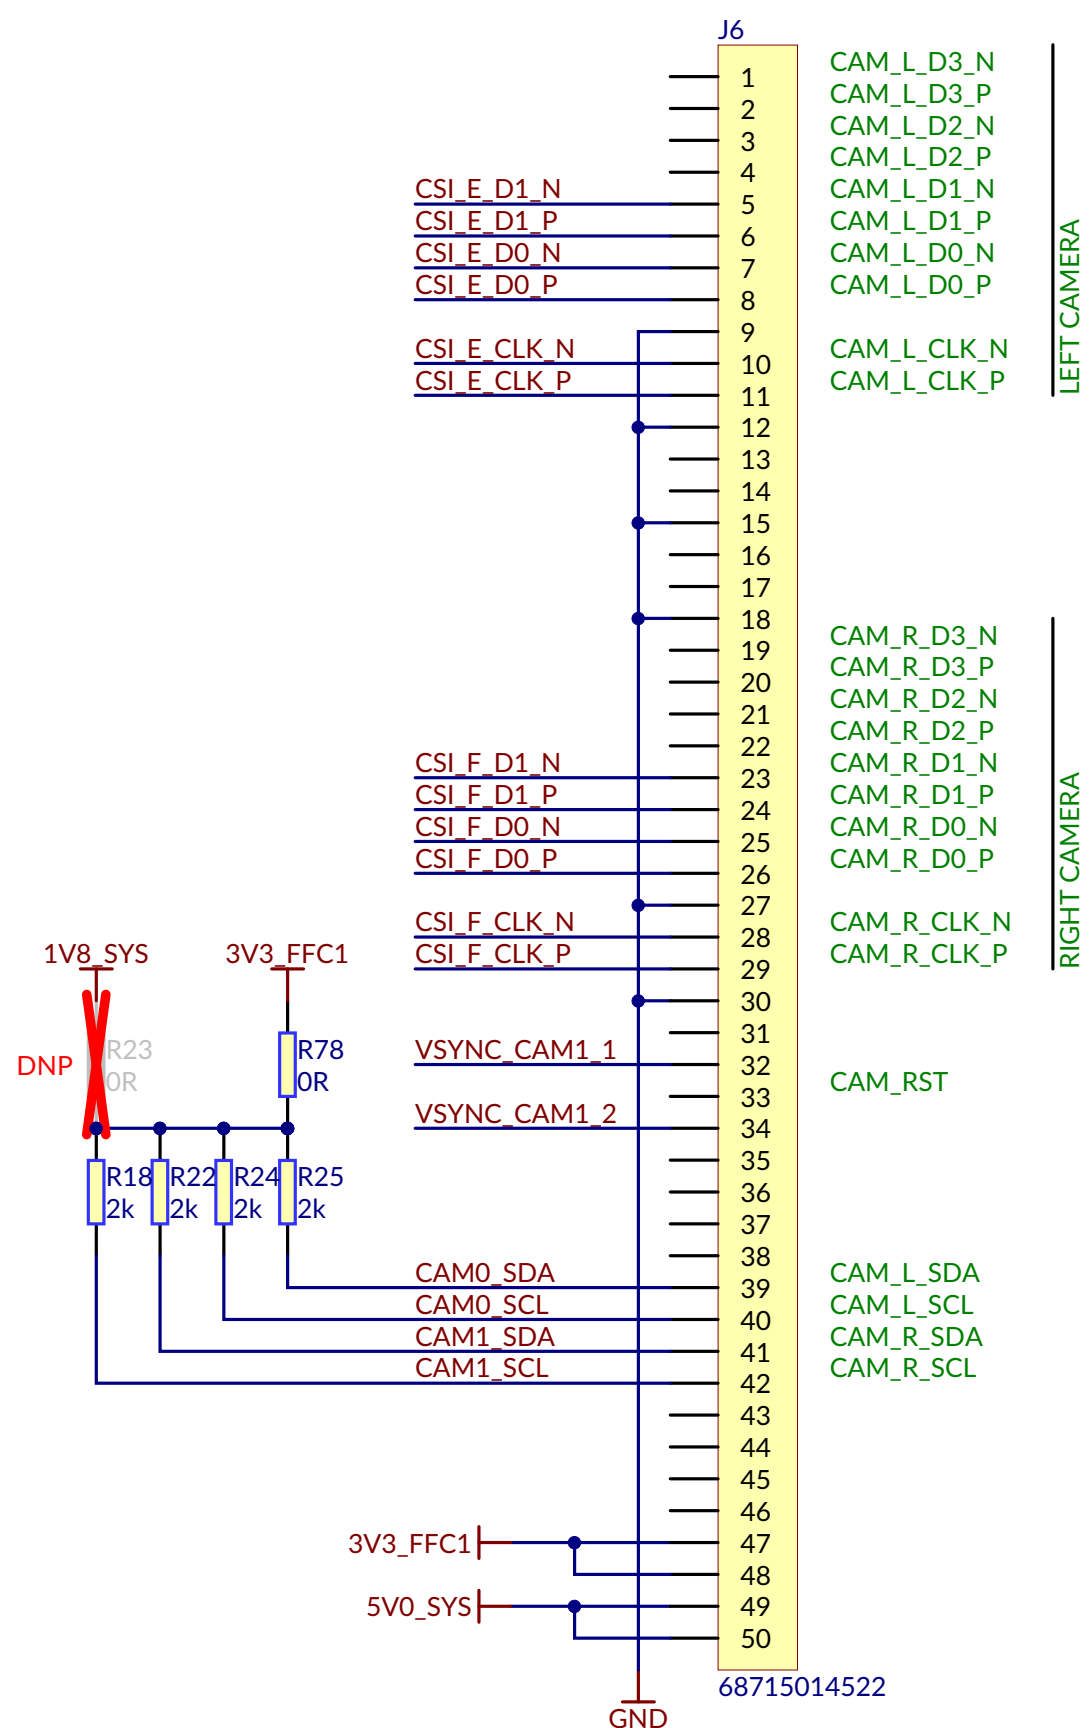 J6
1 CAM_L_D3_N
2 CAM_L_D3_P
3 CAM_L_D2_N
4 CAM_L_D2_P
CSI_E_D1_N 5 CAM_L_D1_N
CSI_E_D1_P 6 CAM_L_D1_P
CSI_E_D0_N 7 CAM_L_D0_N
CSI_E_D0_P 8 CAM_L_D0_P
9
CSI_E_CLK_N 10 CAM_L_CLK_N
CSI_E_CLK_P 11 CAM_L_CLK_P
LEFT CAMERA
12
13
14
15
16
17
18
19 CAM_R_D3_N
20 CAM_R_D3_P
21 CAM_R_D2_N
22 CAM_R_D2_P
CSI_F_D1_N 23 CAM_R_D1_N
CSI_F_D1_P 24 CAM_R_D1_P
CSI_F_D0_N 25 CAM_R_D0_N
CSI_F_D0_P 26 CAM_R_D0_P
27
CSI_F_CLK_N 28 CAM_R_CLK_N
CSI_F_CLK_P 29 CAM_R_CLK_P
RIGHT CAMERA
1V8_SYS 3V3_FFC1
30
31
VSYNC_CAM1_1 32
DNP R23 R78
0R 0R
33 CAM_RST
VSYNC_CAM1_2 34
35
R18 R22 R24 R25
2k 2k 2k 2k
36
37
38
CAM0_SDA 39 CAM_L_SDA
CAM0_SCL 40 CAM_L_SCL
CAM1_SDA 41 CAM_R_SDA
CAM1_SCL 42 CAM_R_SCL
43
44
45
46
3V3_FFC1 47
48
5V0_SYS 49
50
68715014522
GND